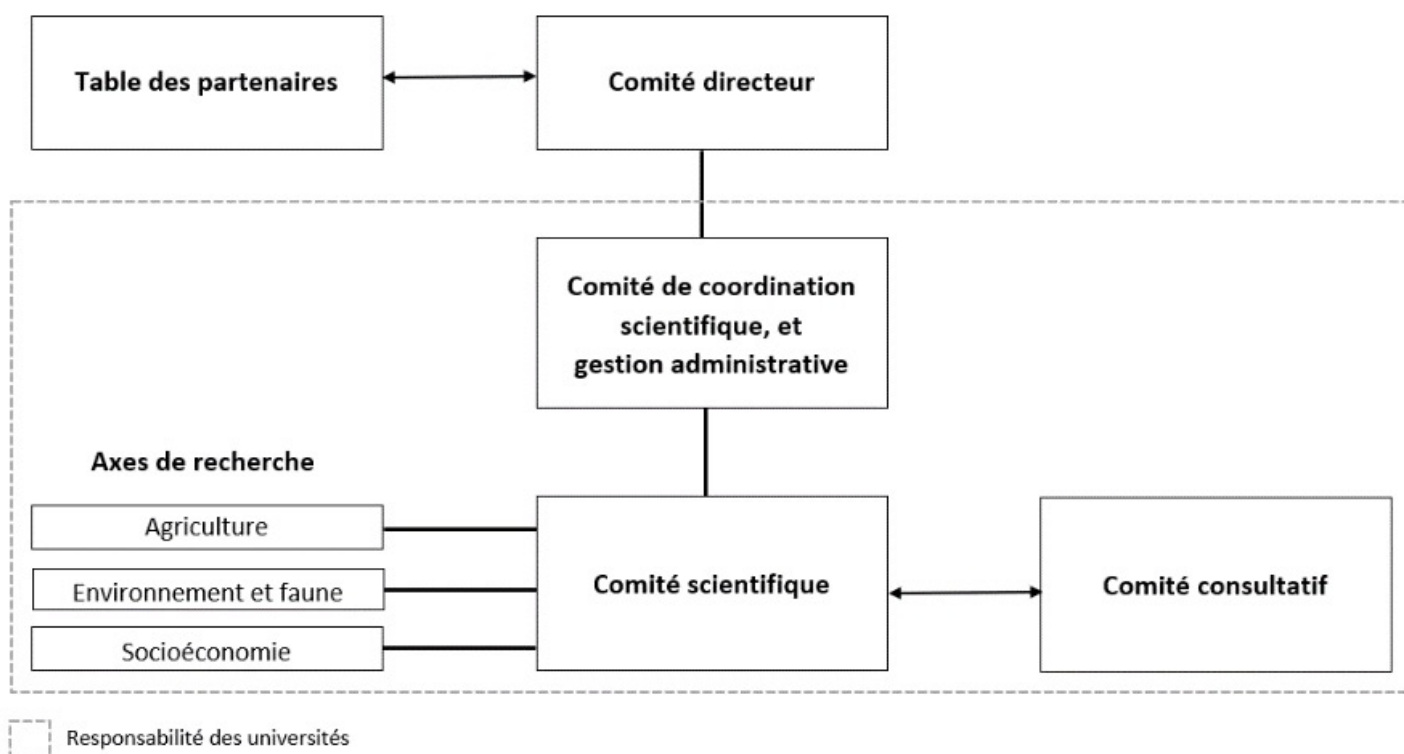 Table des partenaires
Comité directeur
Comité de coordination
scientifique, et
gestion administrative
Axes de recherche
Agriculture
Environnement et faune
Socioéconomie
Comité scientifique
Comité consultatif
Responsabilité des universités